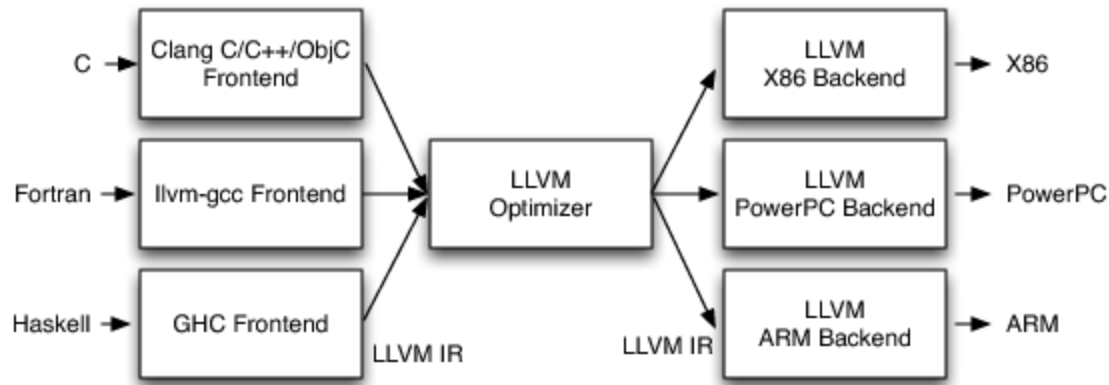 C
Clang C/C++/ObjC
Frontend
LLVM
X86 Backend
X86
Fortran
llvm-gcc Frontend
LLVM
Optimizer
LLVM
PowerPC Backend
PowerPC
Haskell
GHC Frontend
LLVM IR
LLVM IR
LLVM
ARM Backend
ARM